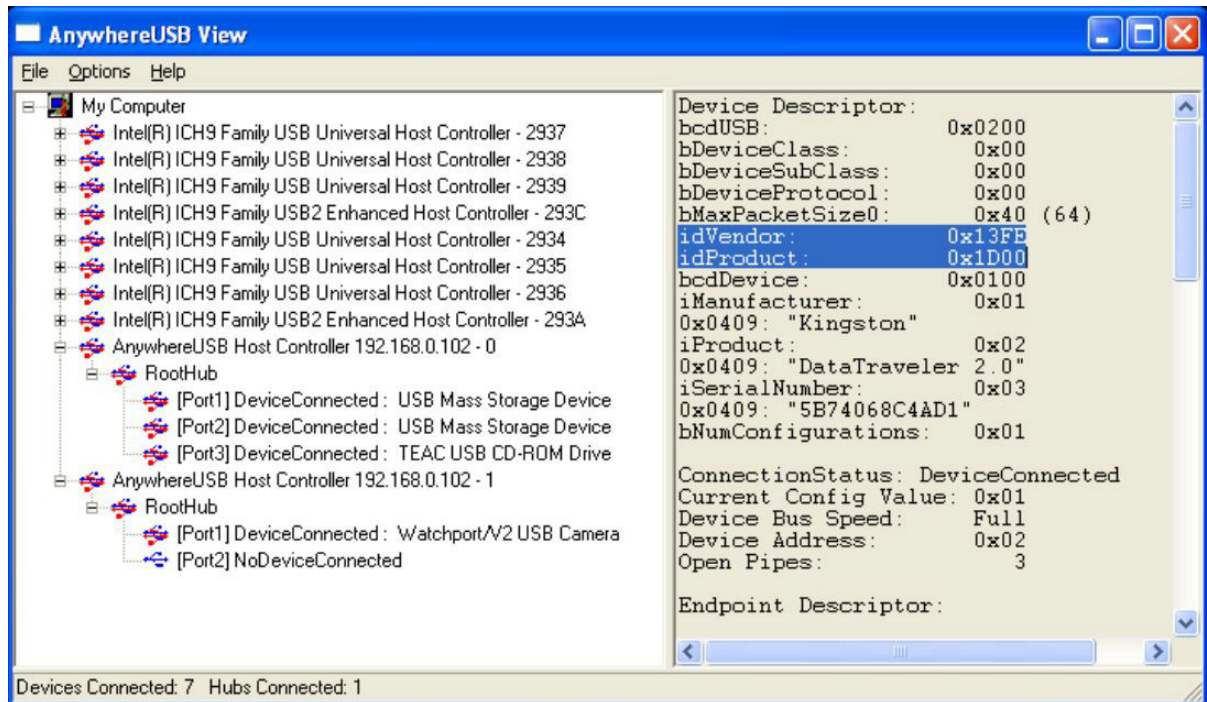 AnywhereUSB View
File Options Help
My Computer
Intel(R) ICH9 Family USB Universal Host Controller - 2937
Intel(R) ICH9 Family USB Universal Host Controller - 2938
Intel(R) ICH9 Family USB Universal Host Controller - 2939
Intel(R) ICH9 Family USB2 Enhanced Host Controller - 293C
Intel(R) ICH9 Family USB Universal Host Controller - 2934
Intel(R) ICH9 Family USB Universal Host Controller - 2935
Intel(R) ICH9 Family USB Universal Host Controller - 2936
Intel(R) ICH9 Family USB2 Enhanced Host Controller - 293A
AnywhereUSB Host Controller 192.168.0.102 - 0
RootHub
[Port1] DeviceConnected : USB Mass Storage Device
[Port2] DeviceConnected : USB Mass Storage Device
[Port3] DeviceConnected : TEAC USB CD-ROM Drive
AnywhereUSB Host Controller 192.168.0.102 - 1
RootHub
[Port1] DeviceConnected : Watchport/V2 USB Camera
[Port2] NoDeviceConnected
Device Descriptor:
bcdUSB: 0x0200
bDeviceClass: 0x00
bDeviceSubClass: 0x00
bDeviceProtocol: 0x00
bMaxPacketSize0: 0x40 (64)
idVendor: 0x13FE
idProduct: 0x1D00
bcdDevice: 0x0100
iManufacturer: 0x01
0x0409: "Kingston"
iProduct: 0x02
0x0409: "DataTraveler 2.0"
iSerialNumber: 0x03
0x0409: "5B74068C4AD1"
bNumConfigurations: 0x01
ConnectionStatus: DeviceConnected
Current Config Value: 0x01
Device Bus Speed: Full
Device Address: 0x02
Open Pipes: 3
Endpoint Descriptor:
Devices Connected: 7 Hubs Connected: 1